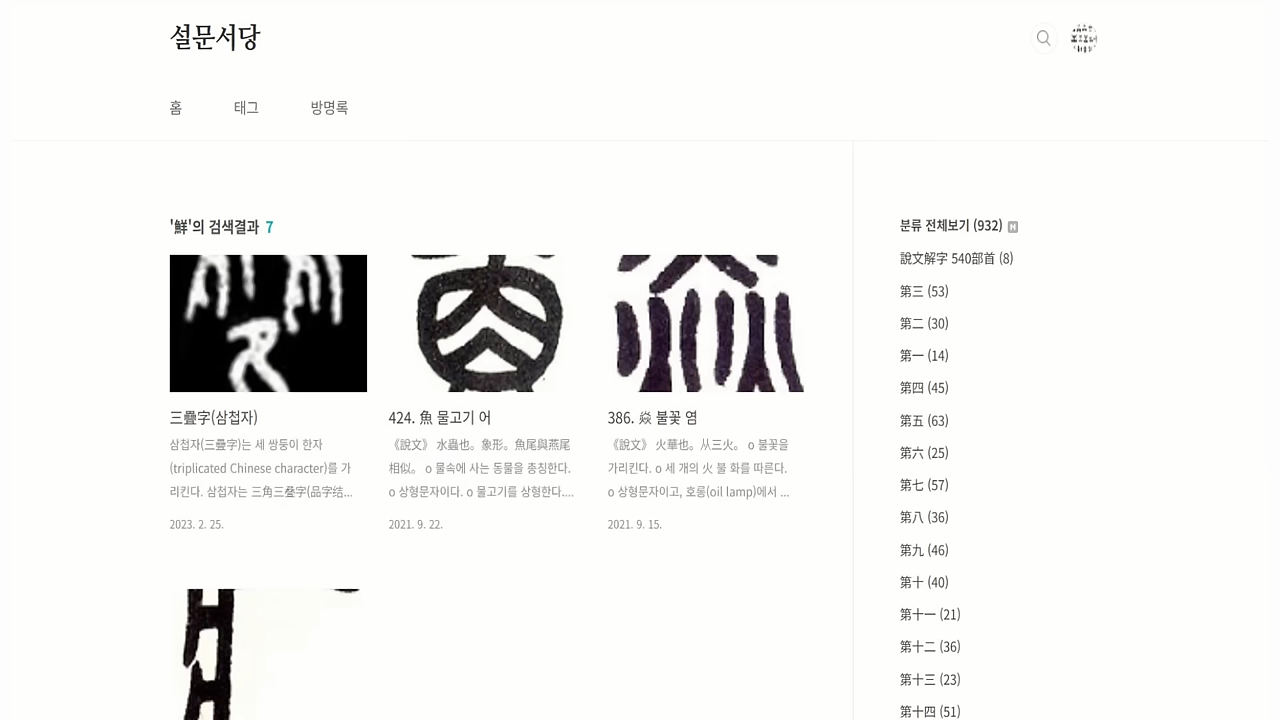 설문서당
홈
태그
방명록
'鮮'의 검색결과 7
三疊字(삼첩자)
삼첩자(三疊字)는 세 쌍둥이 한자
(triplicated Chinese character)를 가
리킨다. 삼첩자는 三角三叠字(品字结...
2023. 2. 25.
424. 魚 물고기 어
《說文》 水蟲也。象形。魚尾與燕尾
相似。 o 물속에 사는 동물을 총칭한다.
o 상형문자이다. o 물고기를 상형한다....
2021. 9. 22.
386. 焱 불꽃 염
《說文》 火華也。从三火。 o 불꽃을
가리킨다. o 세 개의 火 불 화를 따른다.
o 상형문자이고, 호롱(oil lamp)에서 ...
2021. 9. 15.
분류 전체보기 (932) N
說文解字 540部首 (8)
第三 (53)
第二 (30)
第一 (14)
第四 (45)
第五 (63)
第六 (25)
第七 (57)
第八 (36)
第九 (46)
第十 (40)
第十一 (21)
第十二 (36)
第十三 (23)
第十四 (51)